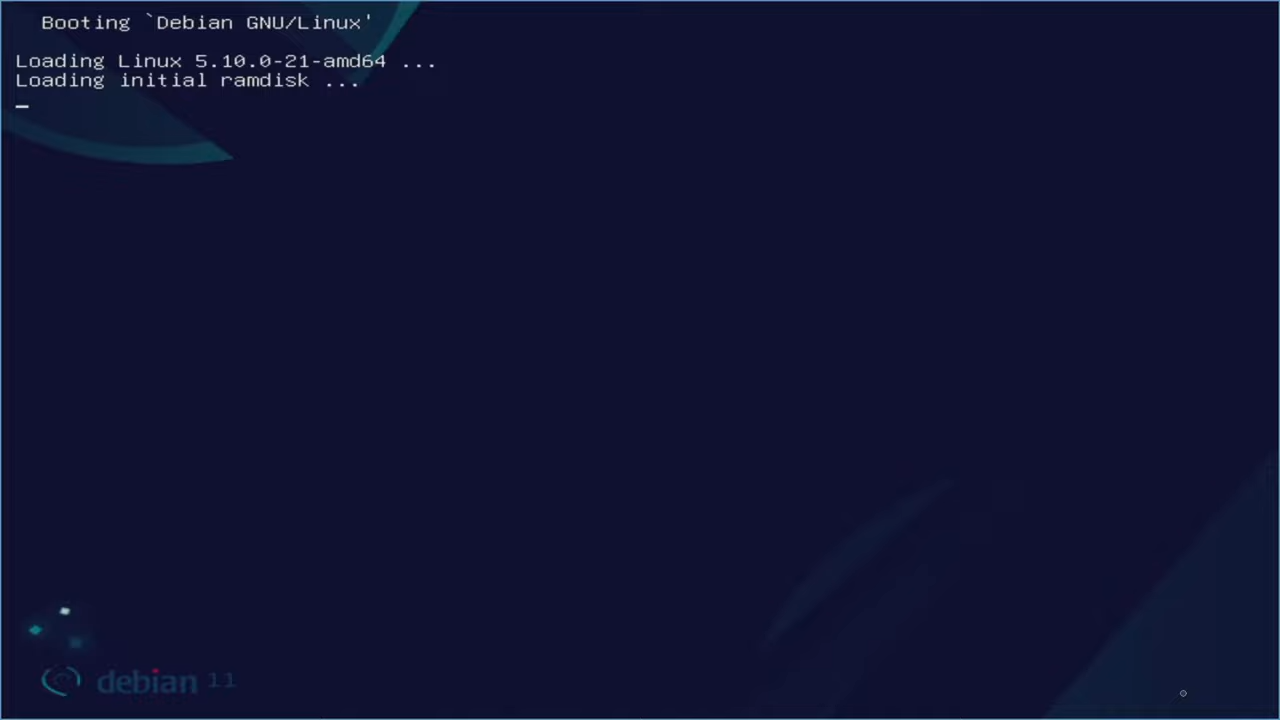 Booting `Debian GNU/Linux'
Loading Linux 5.10.0-21-amd64 ...
Loading initial ramdisk ...
debian 11